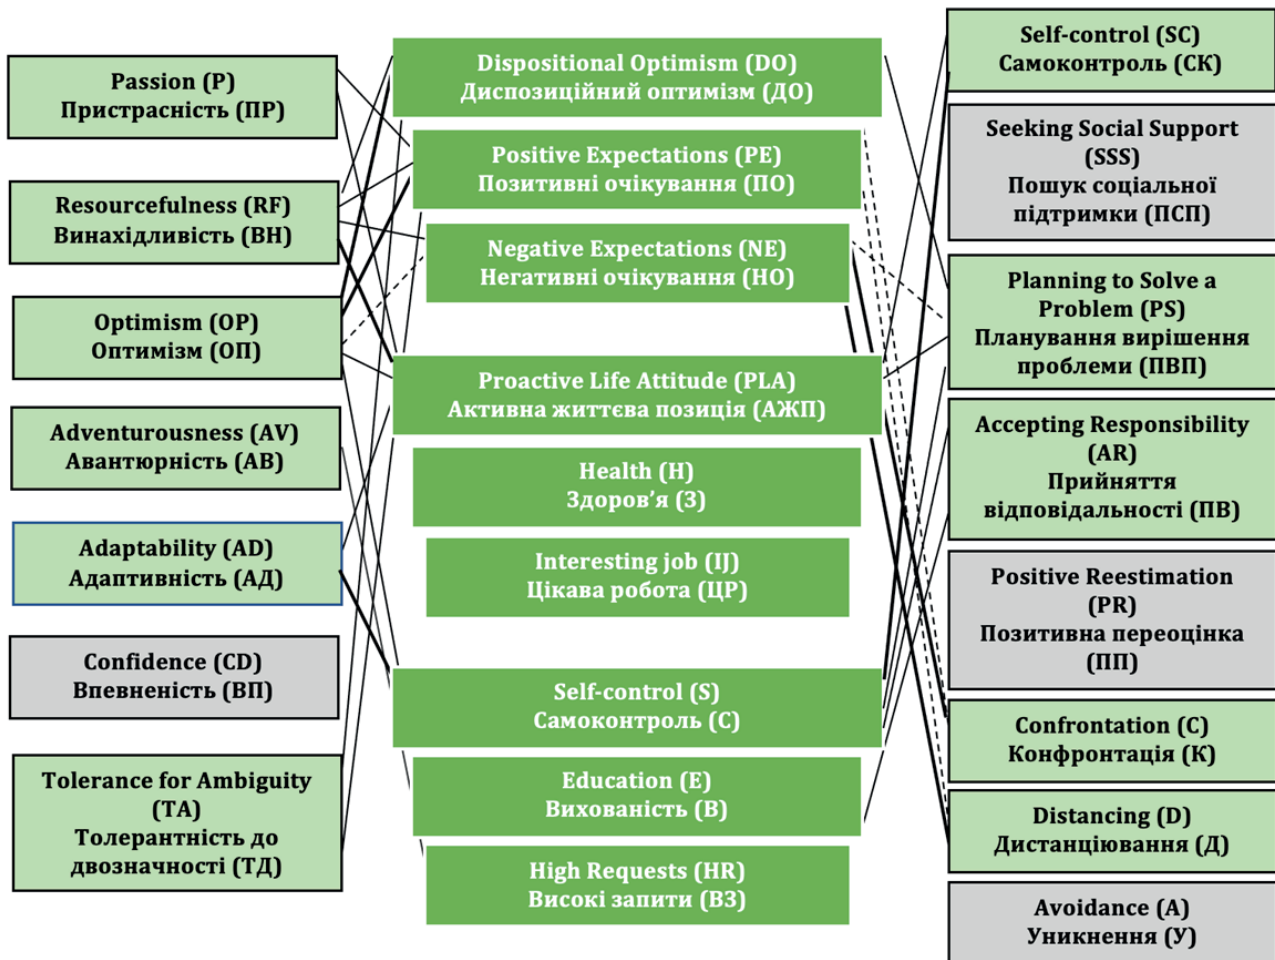 Passion (P)
Пристрасність (ПР)
Resourcefulness (RF)
Винахідливість (ВН)
Optimism (OP)
Оптимізм (ОП)
Adventurousness (AV)
Авантюрність (АВ)
Adaptability (AD)
Адаптивність (АД)
Confidence (CD)
Впевненість (ВП)
Tolerance for Ambiguity
(TA)
Толерантність до
двозначності (ТД)
Dispositional Optimism (DO)
Диспозиційний оптимізм (ДО)
Positive Expectations (PE)
Позитивні очікування (ПО)
Negative Expectations (NE)
Негативні очікування (НО)
Proactive Life Attitude (PLA)
Активна життєва позиція (АЖП)
Health (H)
Здоров’я (З)
Interesting job (IJ)
Цікава робота (ЦР)
Self-control (S)
Самоконтроль (С)
Education (E)
Вихованість (В)
High Requests (HR)
Високі запити (ВЗ)
Self-control (SC)
Самоконтроль (СК)
Seeking Social Support
(SSS)
Пошук соціальної
підтримки (ПСП)
Planning to Solve a
Problem (PS)
Планування вирішення
проблеми (ПВП)
Accepting Responsibility
(AR)
Прийняття
відповідальності (ПВ)
Positive Reestimation
(PR)
Позитивна переоцінка
(ПП)
Confrontation (C)
Конфронтація (К)
Distancing (D)
Дистанціювання (Д)
Avoidance (A)
Уникнення (У)